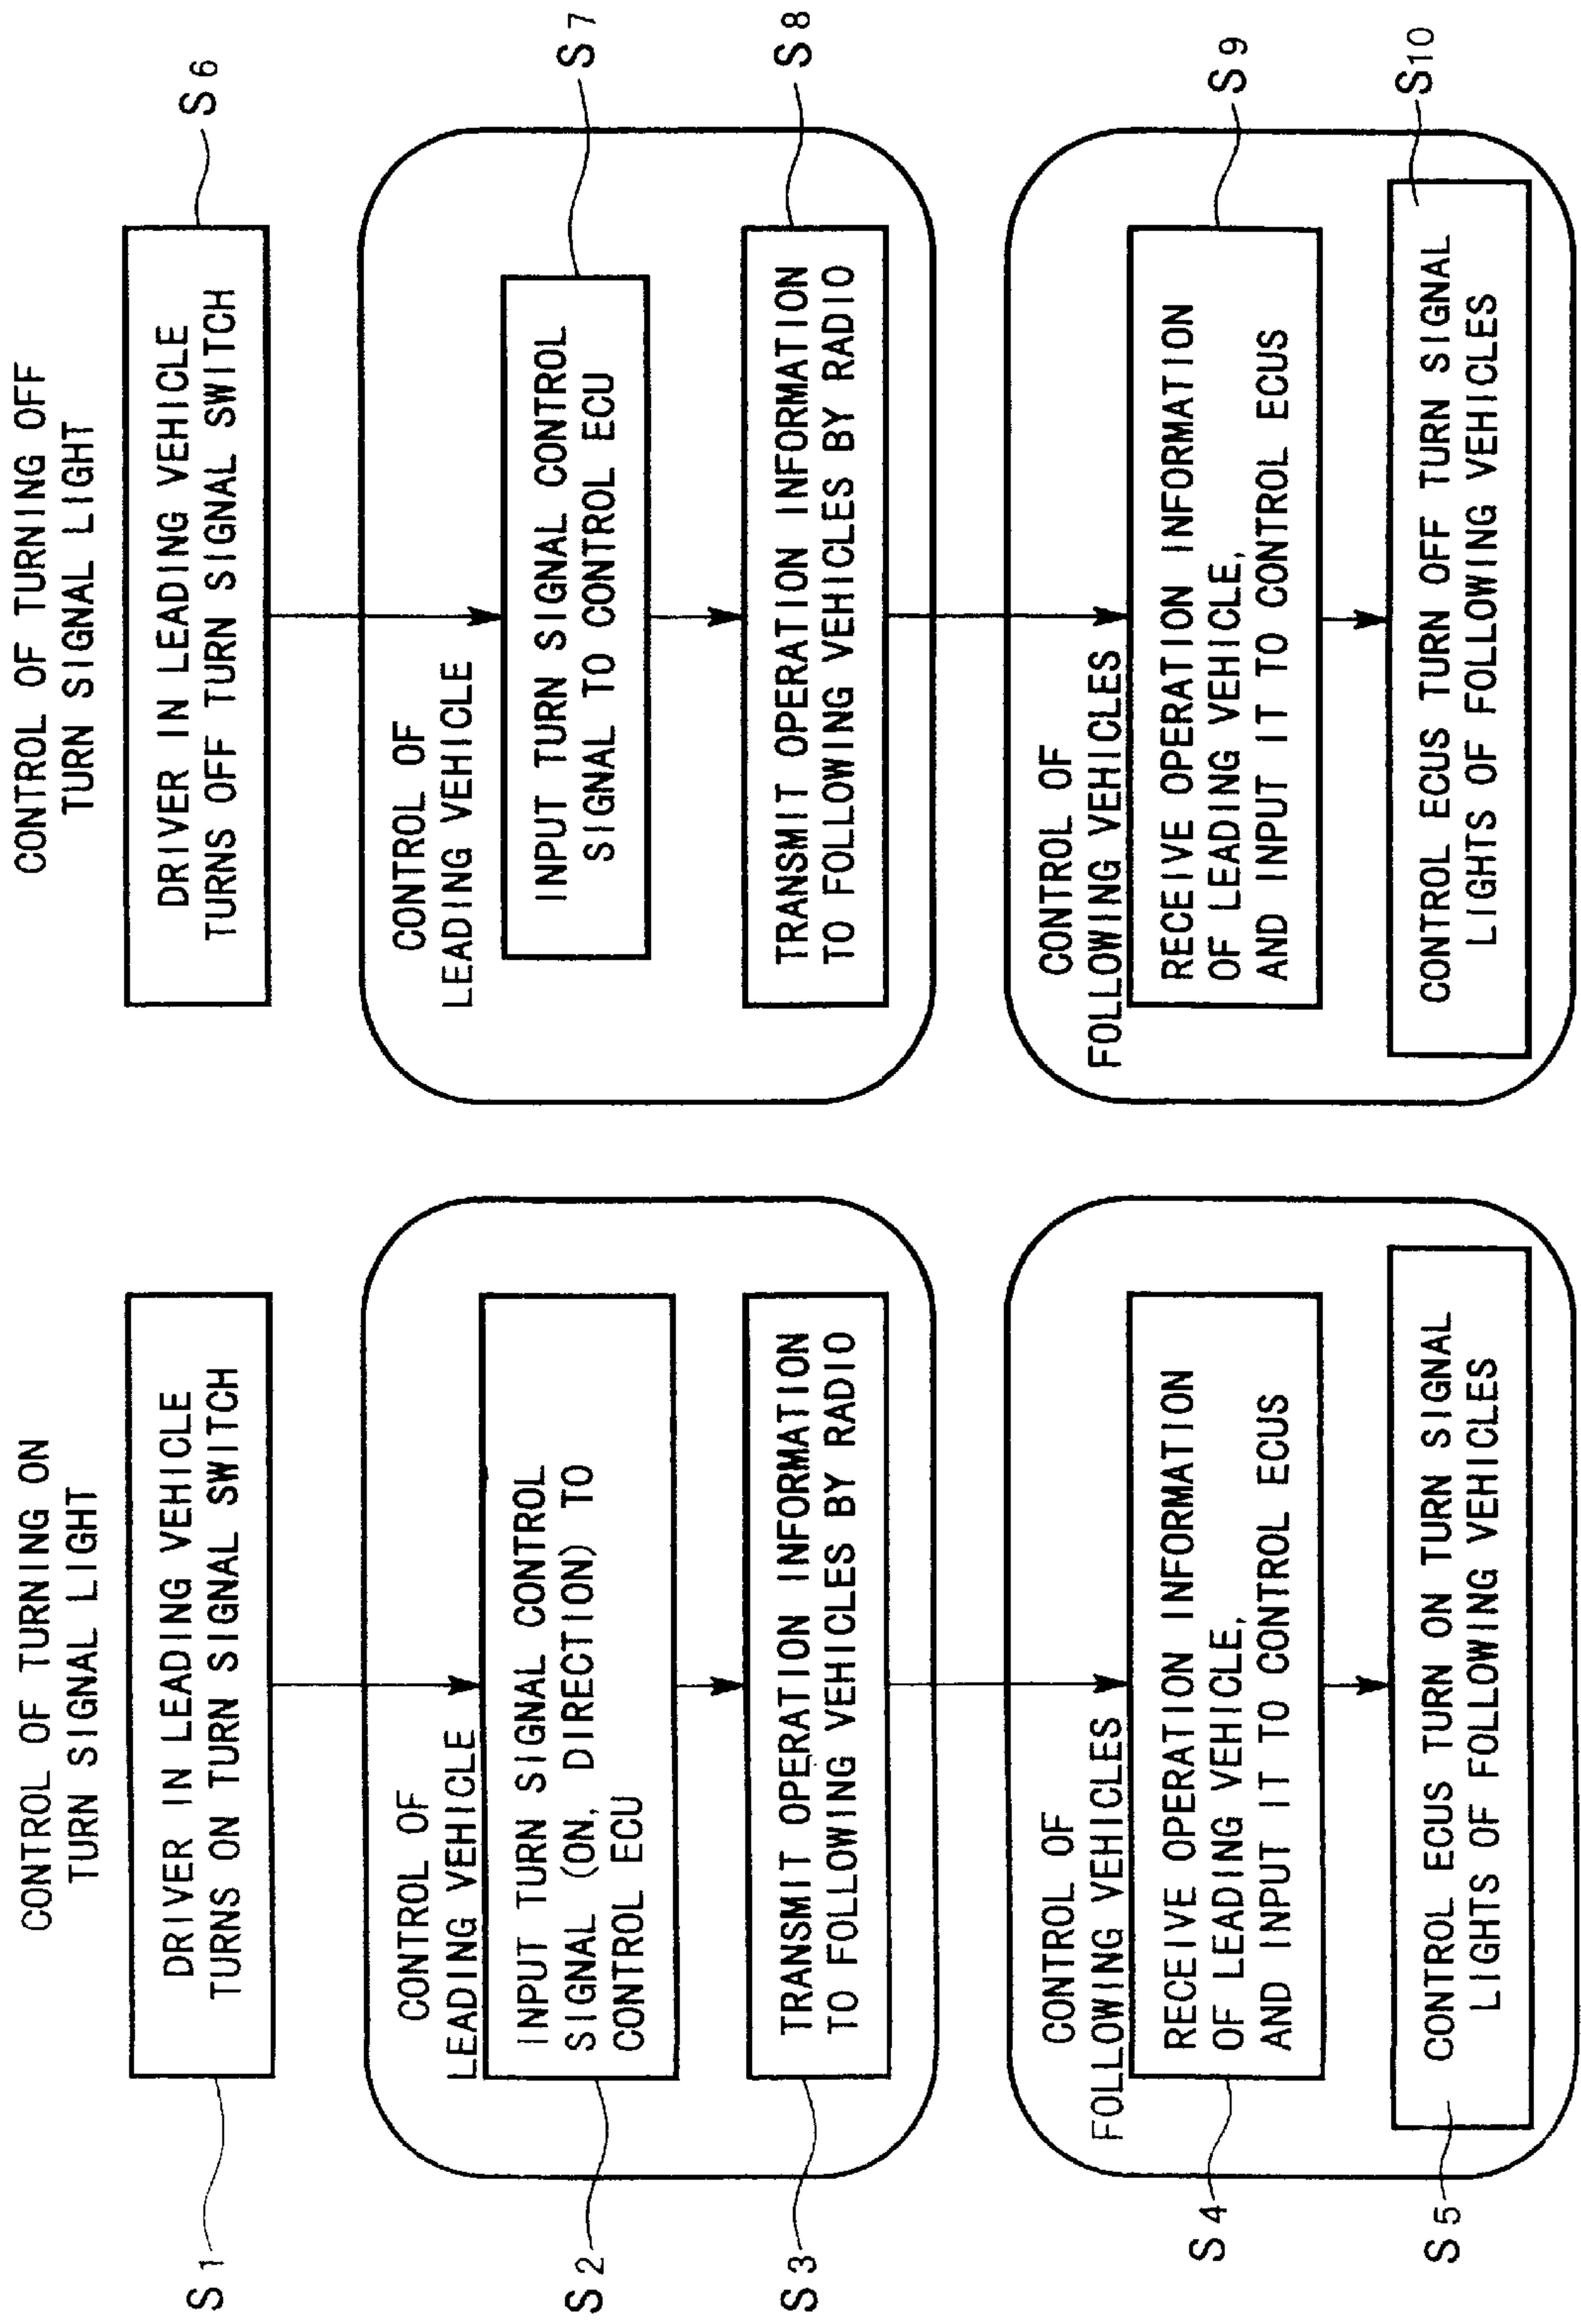 CONTROL OF TURNING ON
TURN SIGNAL LIGHT
S1
DRIVER IN LEADING VEHICLE
TURNS ON TURN SIGNAL SWITCH
CONTROL OF
LEADING VEHICLE
S2
INPUT TURN SIGNAL CONTROL
SIGNAL (ON, DIRECTION) TO
CONTROL ECU
S3
TRANSMIT OPERATION INFORMATION
TO FOLLOWING VEHICLES BY RADIO
CONTROL OF
FOLLOWING VEHICLES
S4
RECEIVE OPERATION INFORMATION
OF LEADING VEHICLE,
AND INPUT IT TO CONTROL ECUS
S5
CONTROL ECUS TURN ON TURN SIGNAL
LIGHTS OF FOLLOWING VEHICLES
CONTROL OF TURNING OFF
TURN SIGNAL LIGHT
S6
DRIVER IN LEADING VEHICLE
TURNS OFF TURN SIGNAL SWITCH
CONTROL OF
LEADING VEHICLE
S7
INPUT TURN SIGNAL CONTROL
SIGNAL TO CONTROL ECU
S8
TRANSMIT OPERATION INFORMATION
TO FOLLOWING VEHICLES BY RADIO
CONTROL OF
FOLLOWING VEHICLES
S9
RECEIVE OPERATION INFORMATION
OF LEADING VEHICLE,
AND INPUT IT TO CONTROL ECUS
S10
CONTROL ECUS TURN OFF TURN SIGNAL
LIGHTS OF FOLLOWING VEHICLES